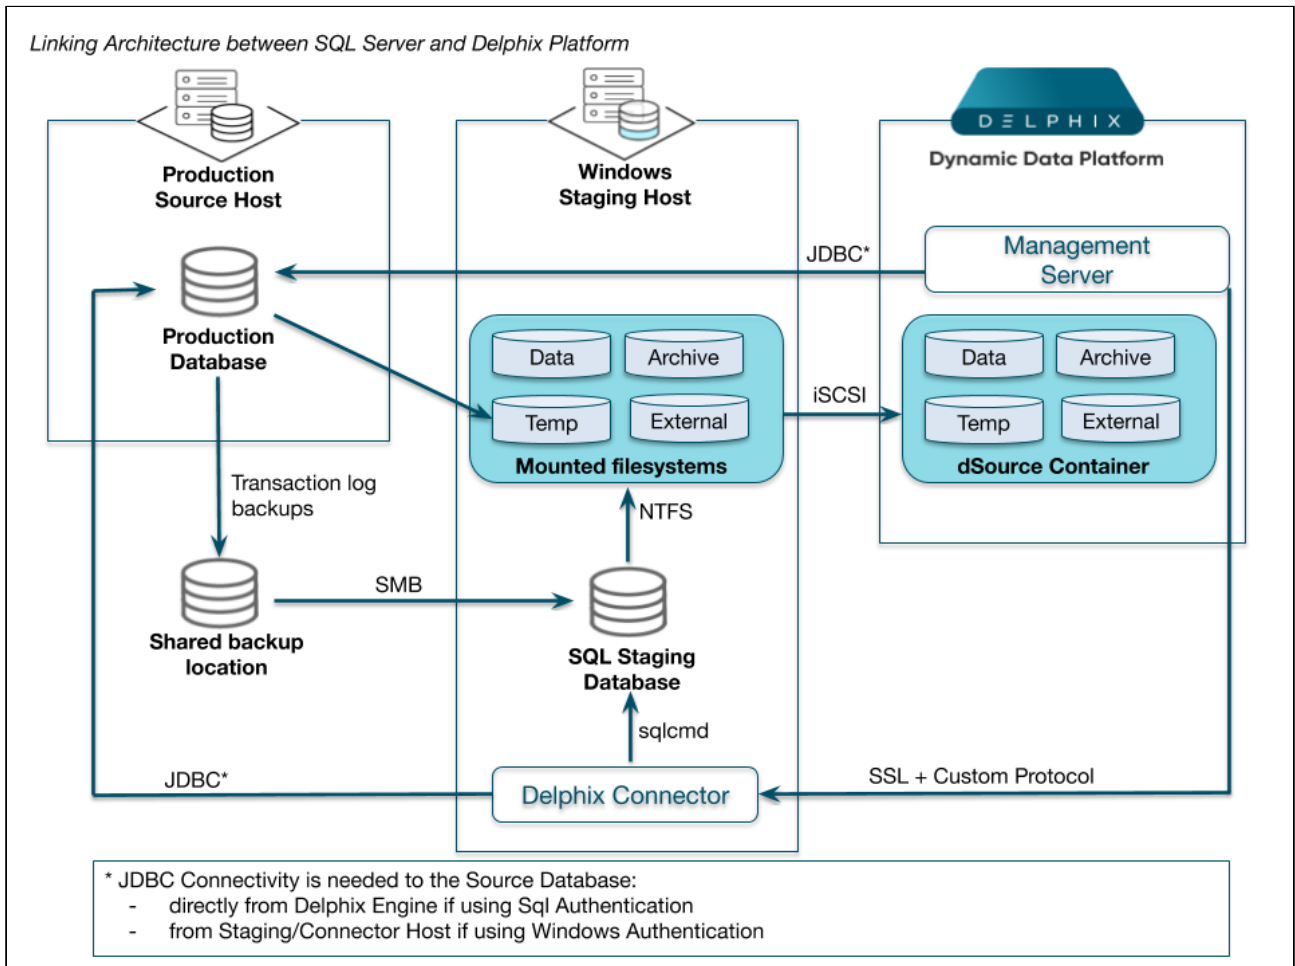 Linking Architecture between SQL Server and Delphix Platform
Production
Source Host
Windows
Staging Host
DELPHIX
Dynamic Data Platform
JDBC*
Management
Server
Production
Database
Data
Archive
Temp
External
Mounted filesystems
iSCSI
Data
Archive
Temp
External
dSource Container
Transaction log
backups
NTFS
SMB
Shared backup
location
SQL Staging
Database
sqlcmd
JDBC*
Delphix Connector
SSL + Custom Protocol
* JDBC Connectivity is needed to the Source Database:
- directly from Delphix Engine if using Sql Authentication
- from Staging/Connector Host if using Windows Authentication